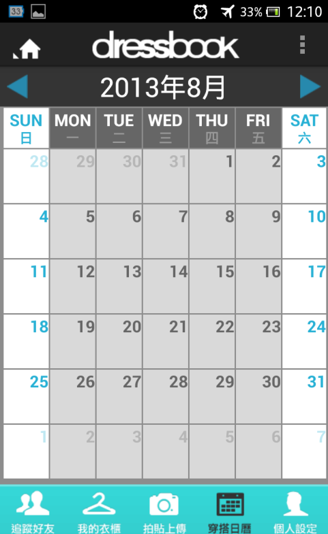 33 33% 12:10
dressbook
2013年8月
SUN MON TUE WED THU FRI SAT
日 一 二 三 四 五 六
28 29 30 31 1 2 3
4 5 6 7 8 9 10
11 12 13 14 15 16 17
18 19 20 21 22 23 24
25 26 27 28 29 30 31
1 2 3 4 5 6 7
追蹤好友 我的衣櫃 拍貼上傳 穿搭日曆 個人設定